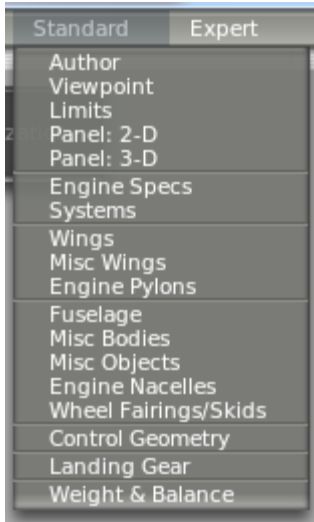 Standard Expert
Author
Viewpoint
Limits
Panel: 2-D
Panel: 3-D
Engine Specs
Systems
Wings
Misc Wings
Engine Pylons
Fuselage
Misc Bodies
Misc Objects
Engine Nacelles
Wheel Fairings/Skids
Control Geometry
Landing Gear
Weight & Balance